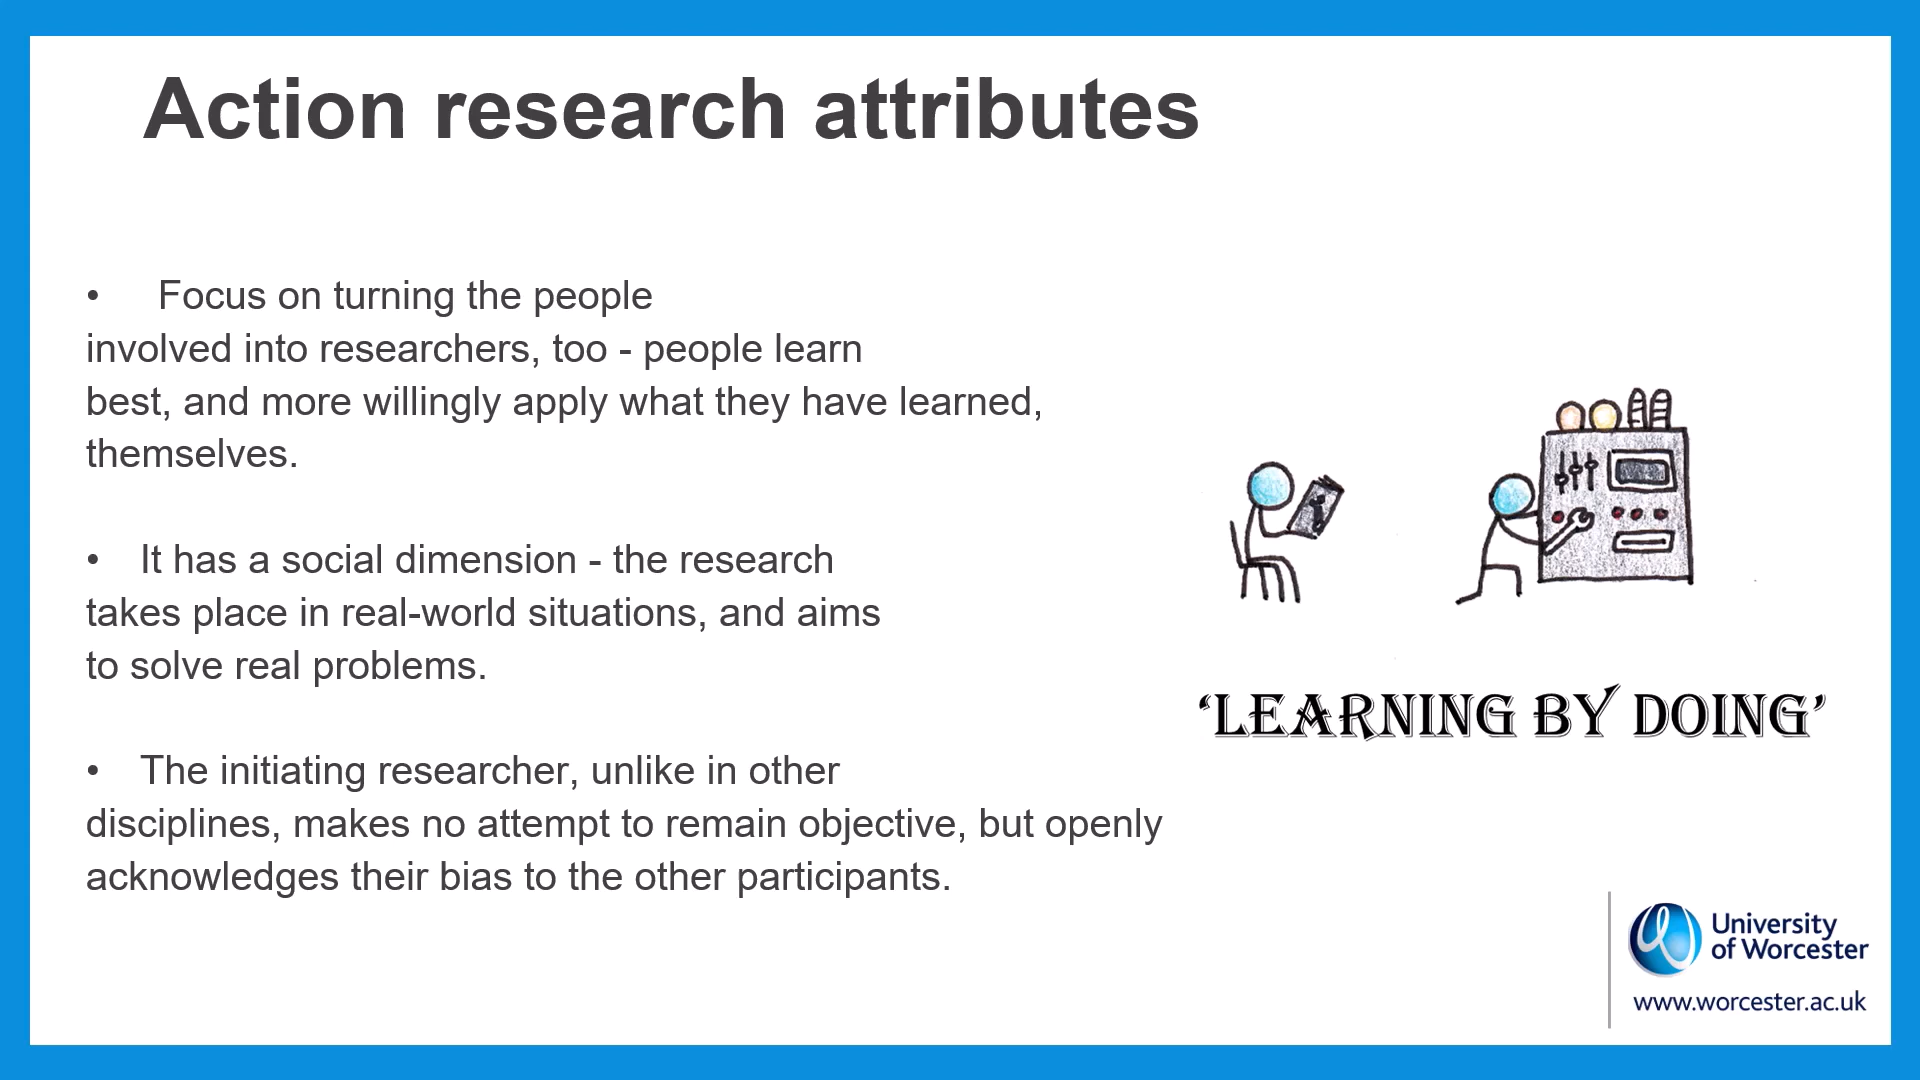 Action research attributes
• Focus on turning the people
involved into researchers, too - people learn
best, and more willingly apply what they have learned,
themselves.
• It has a social dimension - the research
takes place in real-world situations, and aims
to solve real problems.
• The initiating researcher, unlike in other
disciplines, makes no attempt to remain objective, but openly
acknowledges their bias to the other participants.
‘LEARNING BY DOING’
University
of Worcester
www.worcester.ac.uk